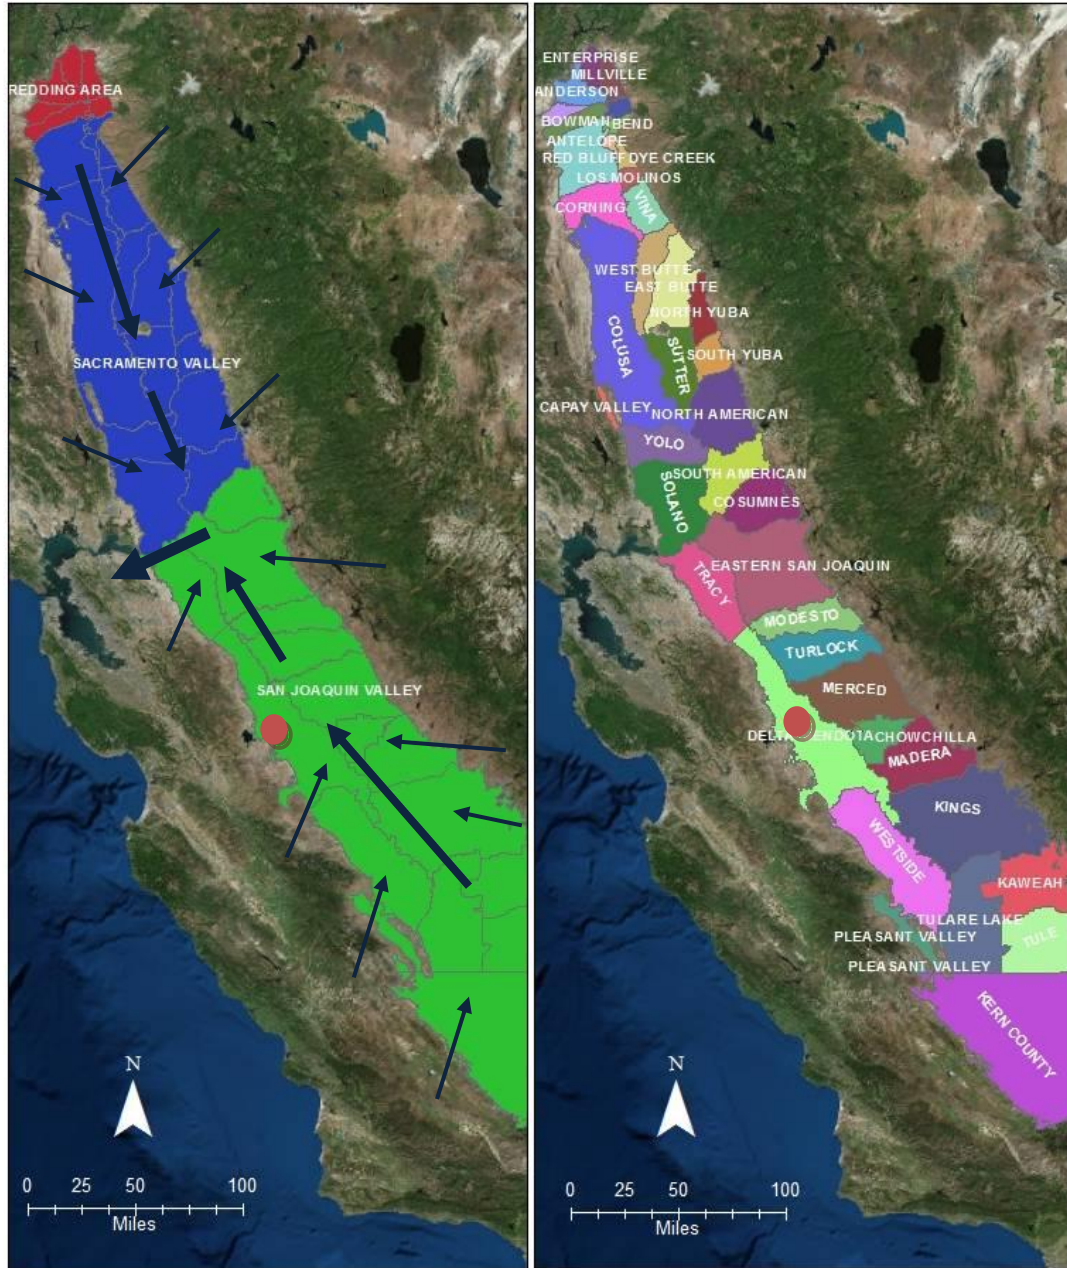 REDDING AREA
SACRAMENTO VALLEY
SAN JOAQUIN VALLEY
N
0 25 50 100
Miles
ENTERPRISE
MILLVILLE
ANDERSON
BOWMAN
BEND
ANTELOPE
RED BLUFF
DYE CREEK
LOS MOLINOS
CORNING
VINA
WEST BUTTE
EAST BUTTE
NORTH YUBA
COLUSA
SUTTER
SOUTH YUBA
CAPAY VALLEY
NORTH AMERICAN
YOLO
SOUTH AMERICAN
SOLANO
COSUMNES
TRACY
EASTERN SAN JOAQUIN
MODESTO
TURLOCK
MERCED
DELTA MENDOTA
CHOWCHILLA
MADERA
KINGS
WESTSIDE
KAWEAH
TULARE LAKE
PLEASANT VALLEY
TULE
PLEASANT VALLEY
KERN COUNTY
N
0 25 50 100
Miles